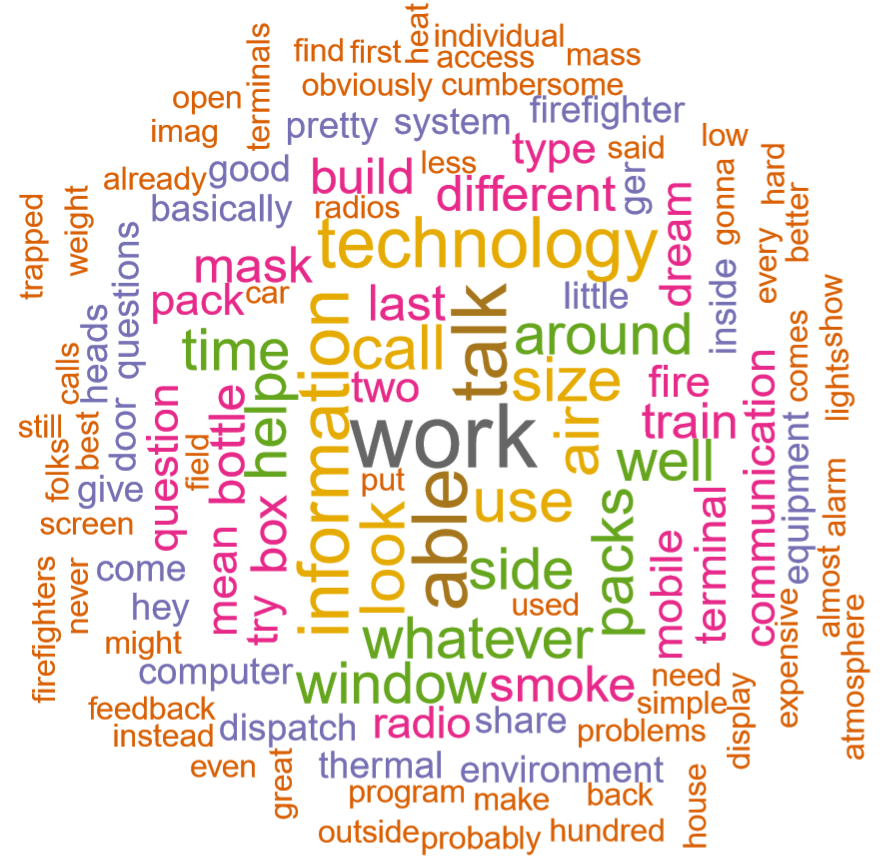 heat
individual
find first
access
mass
terminals
obviously cumbersome
open
firefighter
imag
pretty
system
type
said
low
less
good
already
build
different
ger
gonna
hard
trapped
weight
basically
radios
technology
dream
every
better
questions
mask
pack
car
last
talk
little
inside
heads
information
call
around
comes
show
time
two
size
fire
lights
calls
door
helpe
work
air
train
communication
still
best
question
bottle
well
folks
field
put
give
look
able
use
packs
terminal
equipment
alarm
screen
mean
box
side
mobile
almost
firefighters
never
come
try
used
expensive
hey
whatever
atmosphere
might
computer
window
smoke
need
simple
display
feedback
instead
dispatch
radio
share
problems
even
great
thermal
environment
program
make
back
house
outside
probably
hundred